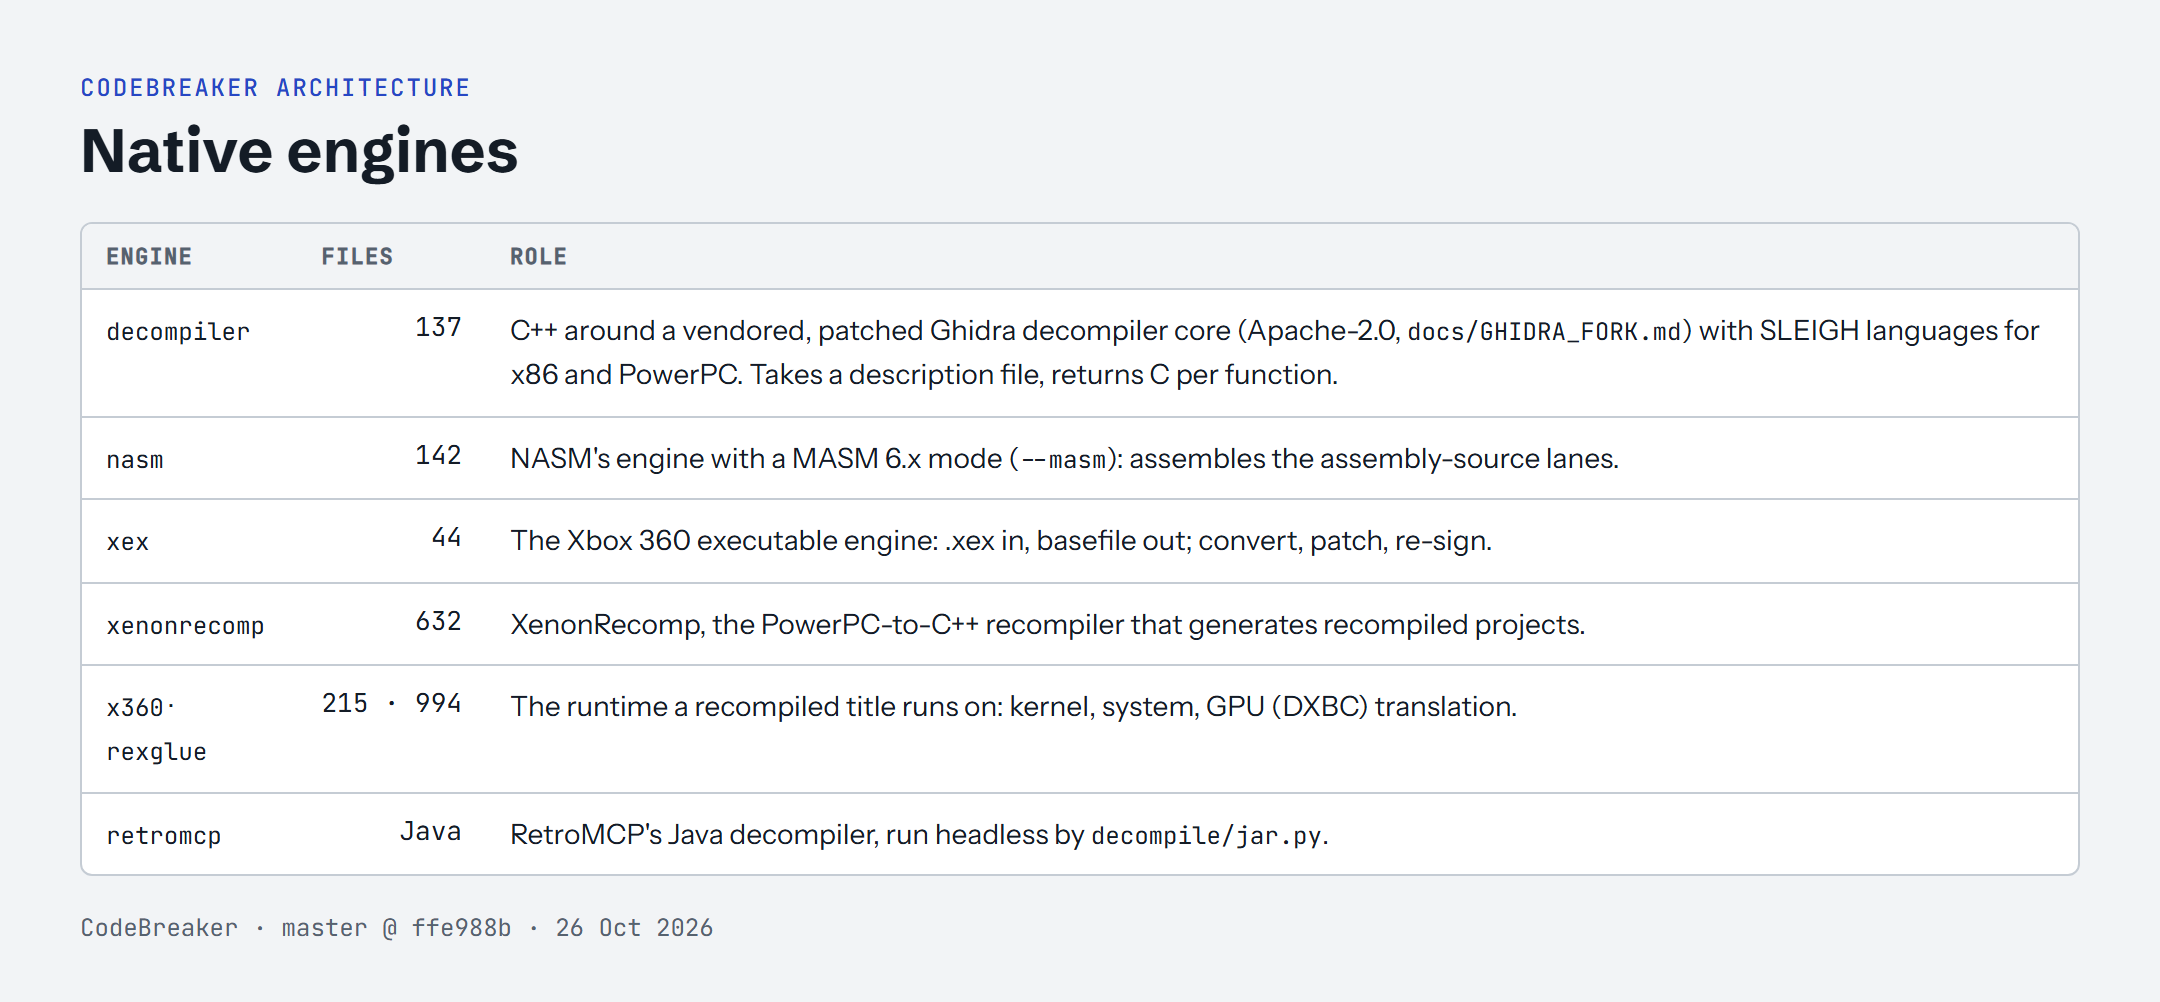 CODEBREAKER ARCHITECTURE
Native engines
ENGINE FILES ROLE
decompiler 137 C++ around a vendored, patched Ghidra decompiler core (Apache-2.0, docs/GHIDRA_FORK.md) with SLEIGH languages for
x86 and PowerPC. Takes a description file, returns C per function.
nasm 142 NASM's engine with a MASM 6.x mode (--masm): assembles the assembly-source lanes.
xex 44 The Xbox 360 executable engine: .xex in, basefile out; convert, patch, re-sign.
xenonrecomp 632 XenonRecomp, the PowerPC-to-C++ recompiler that generates recompiled projects.
x360 · 215 · 994 The runtime a recompiled title runs on: kernel, system, GPU (DXBC) translation.
rexglue
retromcp Java RetroMCP's Java decompiler, run headless by decompile/jar.py.
CodeBreaker · master @ ffe988b · 26 Oct 2026